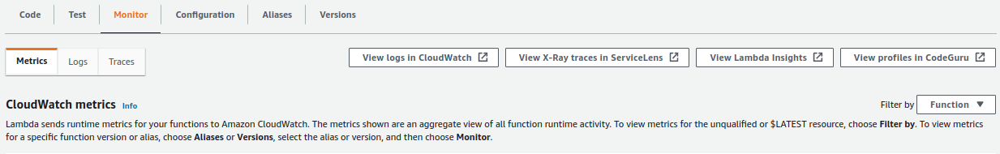 Code Test Monitor Configuration Aliases Versions
Metrics Logs Traces View logs in CloudWatch View X-Ray traces in ServiceLens View Lambda Insights View profiles in CodeGuru
CloudWatch metrics Info Filter by Function
Lambda sends runtime metrics for your functions to Amazon CloudWatch. The metrics shown are an aggregate view of all function runtime activity. To view metrics for the unqualified or $LATEST resource, choose Filter by. To view metrics
for a specific function version or alias, choose Aliases or Versions, select the alias or version, and then choose Monitor.